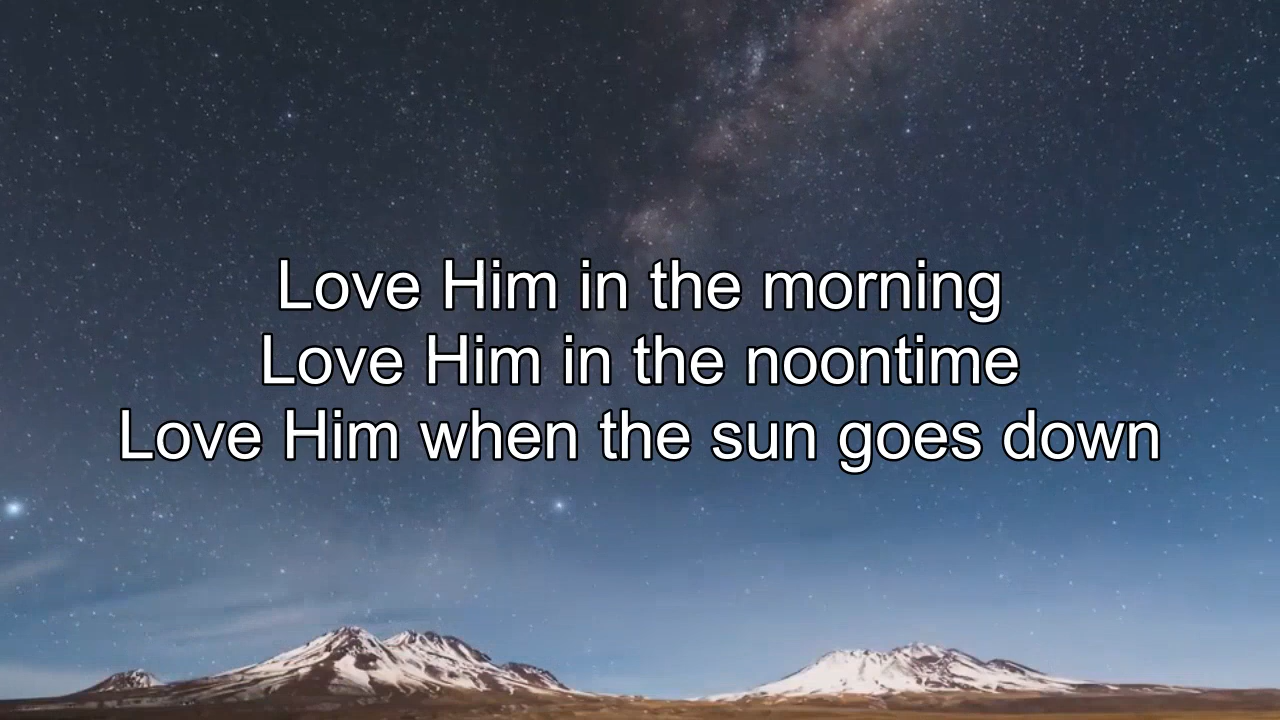 Love Him in the morning
Love Him in the noontime
Love Him when the sun goes down